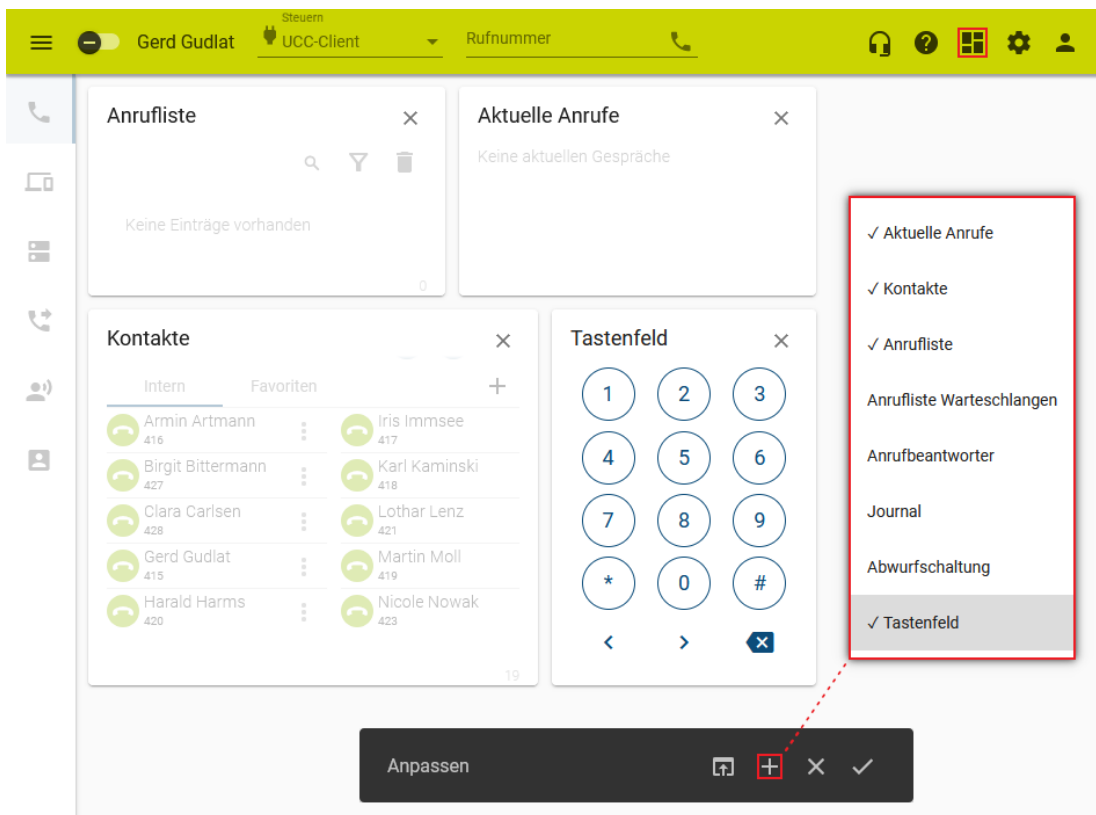 Steuern
Gerd Gudlat UCC-Client Rufnummer
Anrufliste
Keine Einträge vorhanden
0
Aktuelle Anrufe
Keine aktuellen Gespräche
Kontakte
Intern Favoriten
Armin Artmann
416
Iris Immsee
417
Birgit Bittermann
427
Karl Kaminski
418
Clara Carlsen
428
Lothar Lenz
421
Gerd Gudlat
415
Martin Moll
419
Harald Harms
420
Nicole Nowak
423
19
Tastenfeld
1 2 3
4 5 6
7 8 9
* 0 #
✓ Aktuelle Anrufe
✓ Kontakte
✓ Anrufliste
Anrufliste Warteschlangen
Anrufbeantworter
Journal
Abwurfschaltung
✓ Tastenfeld
Anpassen